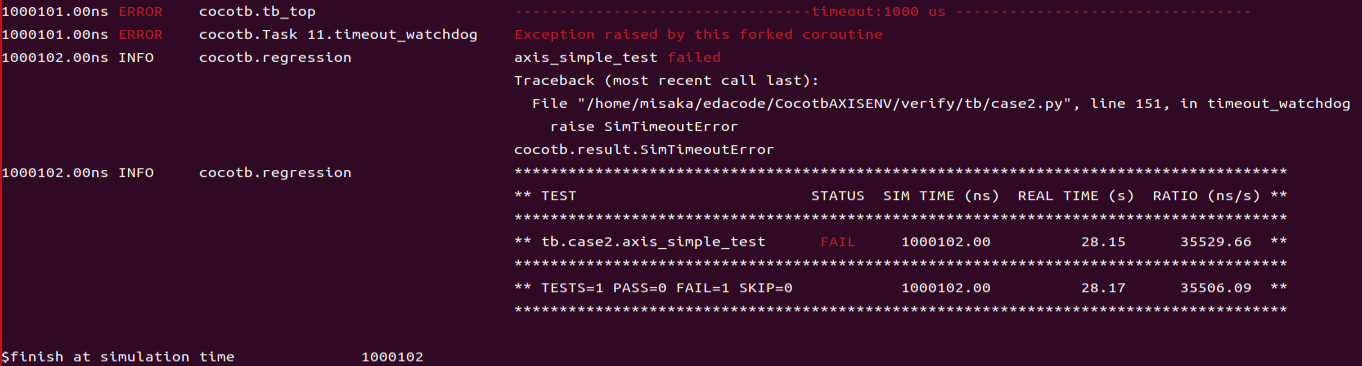 1000101.00ns ERROR    cocotb.tb_top                      ---------------------------------timeout:1000 us ---------------------------------
1000101.00ns ERROR    cocotb.Task 11.timeout_watchdog    Exception raised by this forked coroutine
1000102.00ns INFO     cocotb.regression                  axis_simple_test failed
                                                         Traceback (most recent call last):
                                                           File "/home/misaka/edacode/CocotbAXISENV/verify/tb/case2.py", line 151, in timeout_watchdog
                                                             raise SimTimeoutError
                                                         cocotb.result.SimTimeoutError
1000102.00ns INFO     cocotb.regression                  **************************************************************************************
                                                         ** TEST                          STATUS  SIM TIME (ns)  REAL TIME (s)  RATIO (ns/s) **
                                                         **************************************************************************************
                                                         ** tb.case2.axis_simple_test      FAIL     1000102.00          28.15      35529.66  **
                                                         **************************************************************************************
                                                         ** TESTS=1 PASS=0 FAIL=1 SKIP=0            1000102.00          28.17      35506.09  **
                                                         **************************************************************************************
$finish at simulation time              1000102